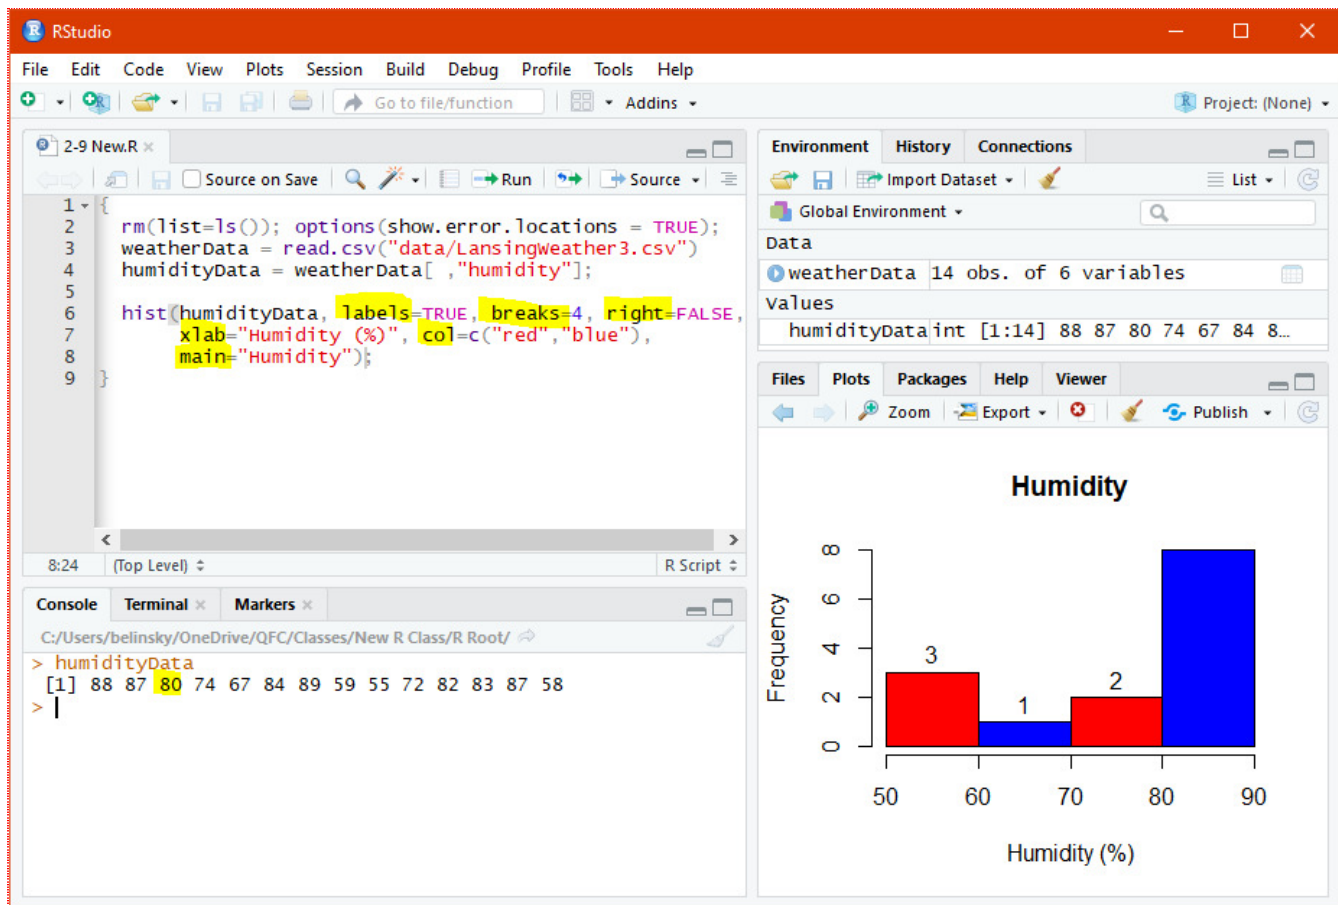 RStudio
File Edit Code View Plots Session Build Debug Profile Tools Help
Go to file/function Addins Project: (None)
2-9 New.R
Source on Save Run Source
1 {
2 rm(list=ls()); options(show.error.locations = TRUE);
3 weatherData = read.csv("data/LansingWeather3.csv")
4 humidityData = weatherData[ ,"humidity"];
5
6 hist(humidityData, labels=TRUE, breaks=4, right=FALSE,
7 xlab="Humidity (%)", col=c("red","blue"),
8 main="Humidity");
9 }
8:24 (Top Level) R Script
Console Terminal Markers
C:/Users/belinsky/OneDrive/QFC/Classes/New R Class/R Root/
> humidityData
[1] 88 87 80 74 67 84 89 59 55 72 82 83 87 58
>
Environment History Connections
Import Dataset List
Global Environment
Data
weatherData 14 obs. of 6 variables
Values
humidityData int [1:14] 88 87 80 74 67 84 8...
Files Plots Packages Help Viewer
Zoom Export Publish
Humidity
Frequency
8
6
4
2
0
3
1
2
50 60 70 80 90
Humidity (%)